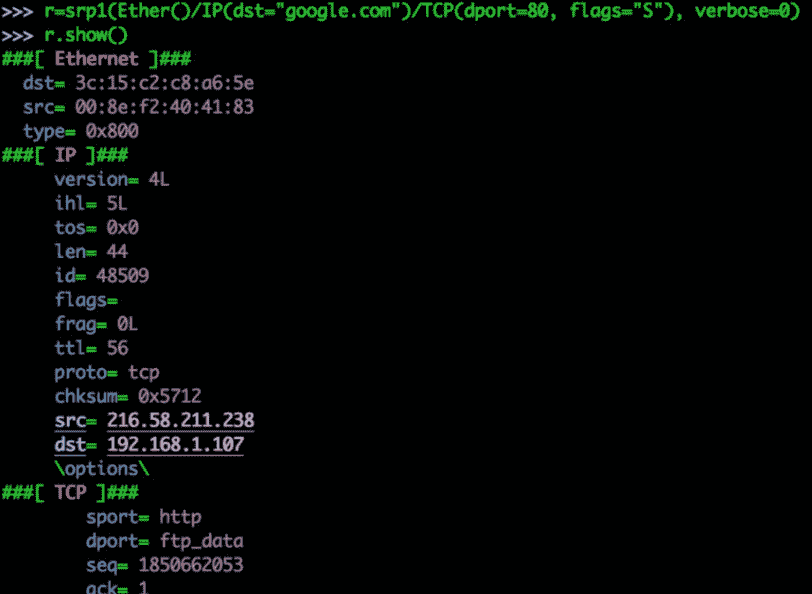 >>> r=srp1(Ether()/IP(dst="google.com")/TCP(dport=80, flags="S"), verbose=0)
>>> r.show()
###[ Ethernet ]###
dst= 3c:15:c2:c8:a6:5e
src= 00:8e:f2:40:41:83
type= 0x800
###[ IP ]###
version= 4L
ihl= 5L
tos= 0x0
len= 44
id= 48509
flags=
frag= 0L
ttl= 56
proto= tcp
chksum= 0x5712
src= 216.58.211.238
dst= 192.168.1.107
\options\
###[ TCP ]###
sport= http
dport= ftp_data
seq= 1850662053
ack= 1